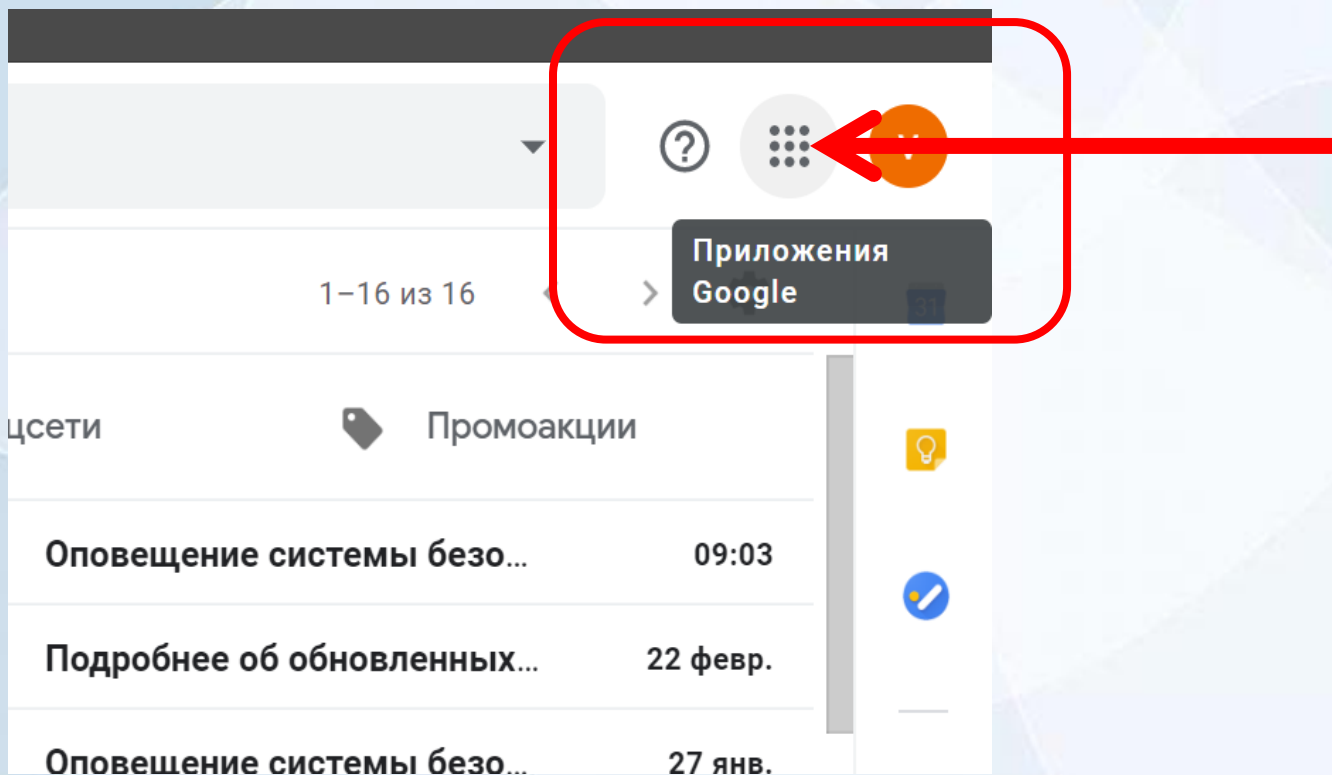 ?
Приложения
Google
1–16 из 16
31
цсети
Промоакции
Оповещение системы безо...
09:03
Подробнее об обновленных...
22 февр.
Оповещение системы безо...
27 янв.